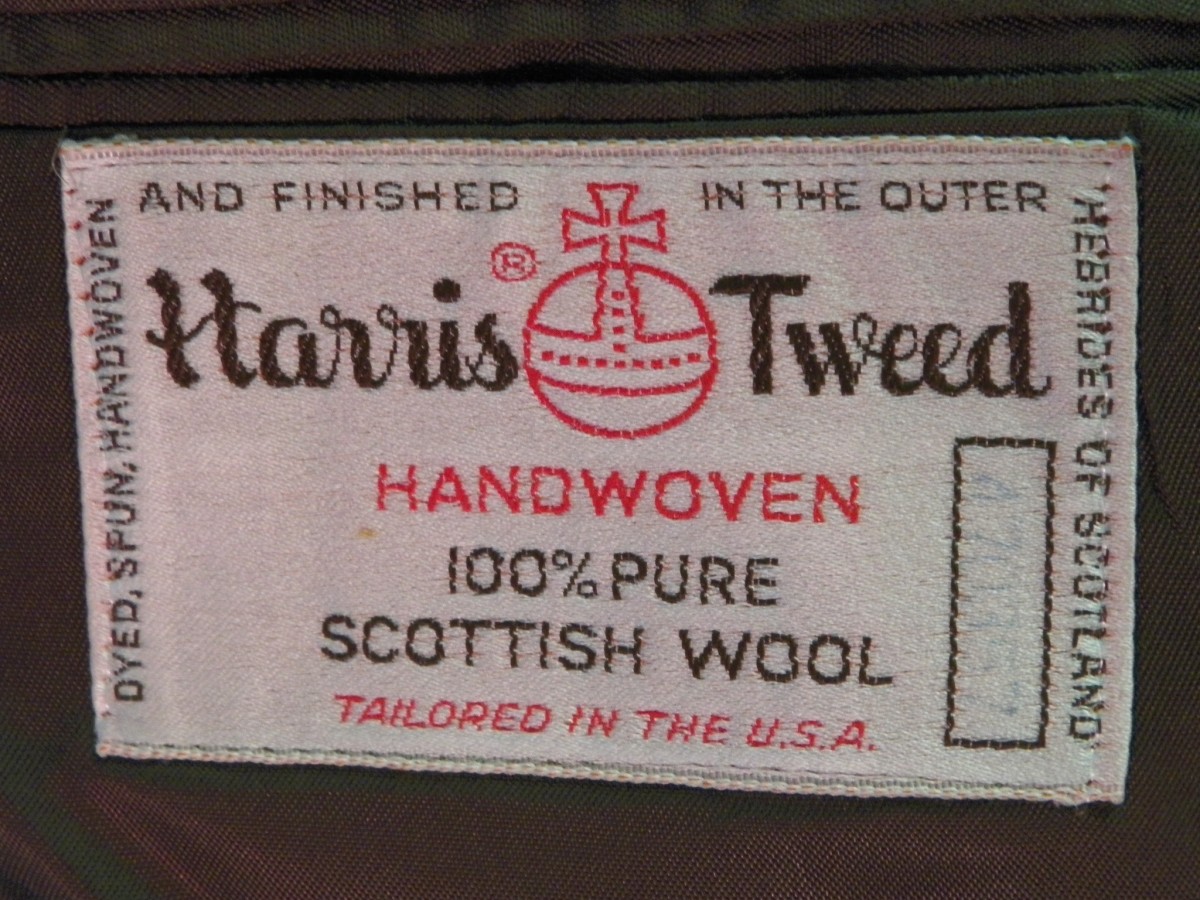 DYED, SPUN, HANDWOVEN
AND FINISHED IN THE OUTER
HEBRIDES OF SCOTLAND
Harris ® Tweed
HANDWOVEN
100% PURE
SCOTTISH WOOL
TAILORED IN THE U.S.A.